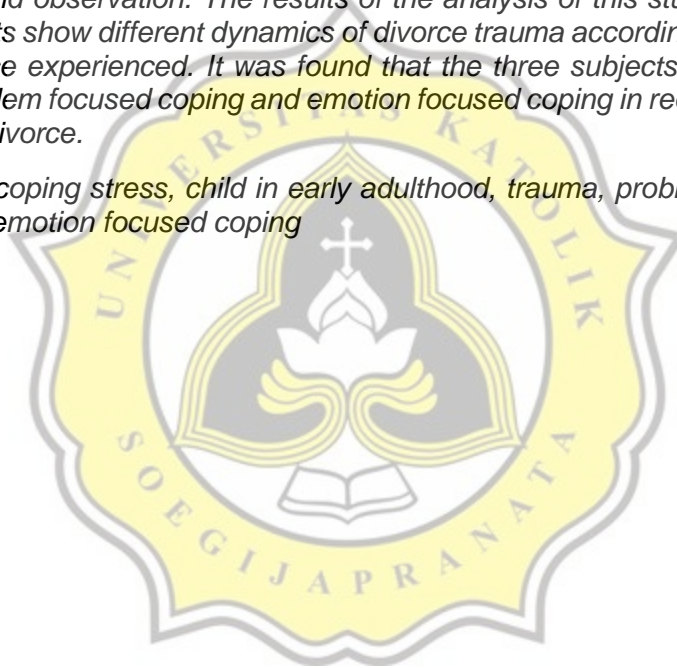 nd observation. The results of the analysis of this stu
ts show different dynamics of divorce trauma accordin
e experienced. It was found that the three subjects
lem focused coping and emotion focused coping in re
ivorce.
coping stress, child in early adulthood, trauma, probl
emotion focused coping
UNIVERSITAS KATOLIK
SOEGIJAPRANATA